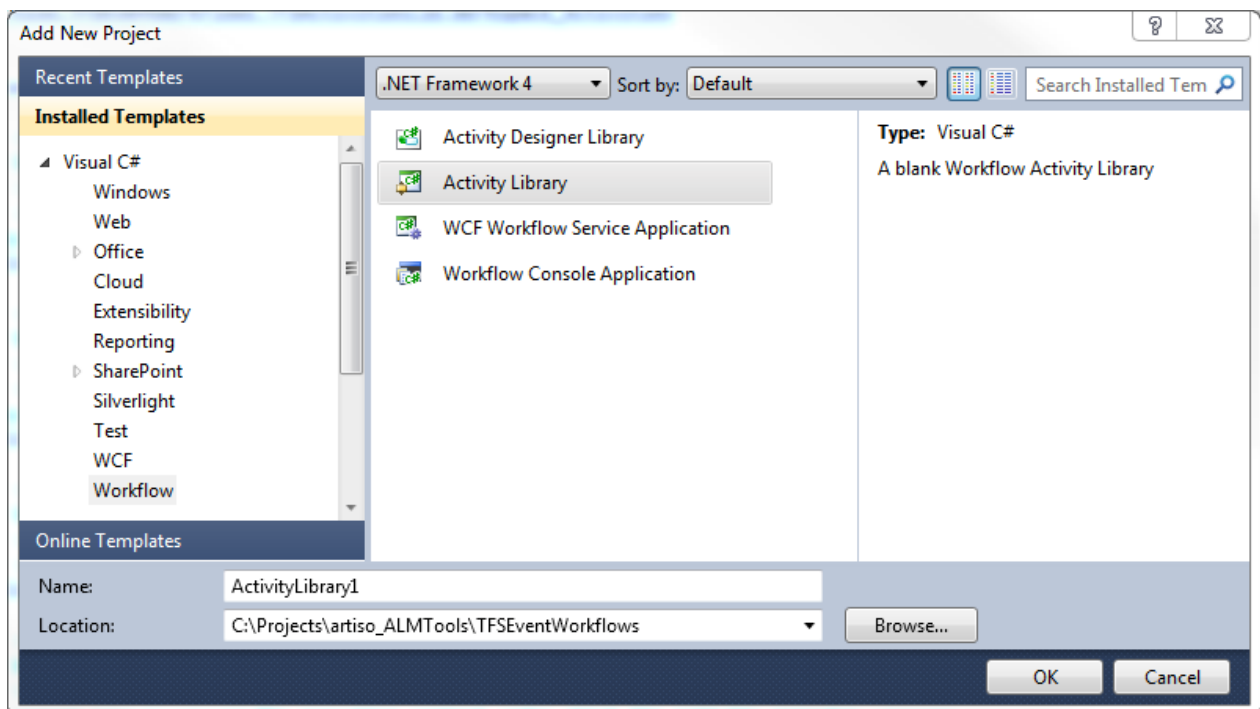 Add New Project
Recent Templates
Installed Templates
Visual C#
Windows
Web
Office
Cloud
Extensibility
Reporting
SharePoint
Silverlight
Test
WCF
Workflow
Online Templates
.NET Framework 4
Sort by: Default
Search Installed Tem
Activity Designer Library
Activity Library
WCF Workflow Service Application
Workflow Console Application
Type: Visual C#
A blank Workflow Activity Library
Name: ActivityLibrary1
Location: C:\Projects\artiso_ALMTools\TFSEventWorkflows
Browse...
OK
Cancel